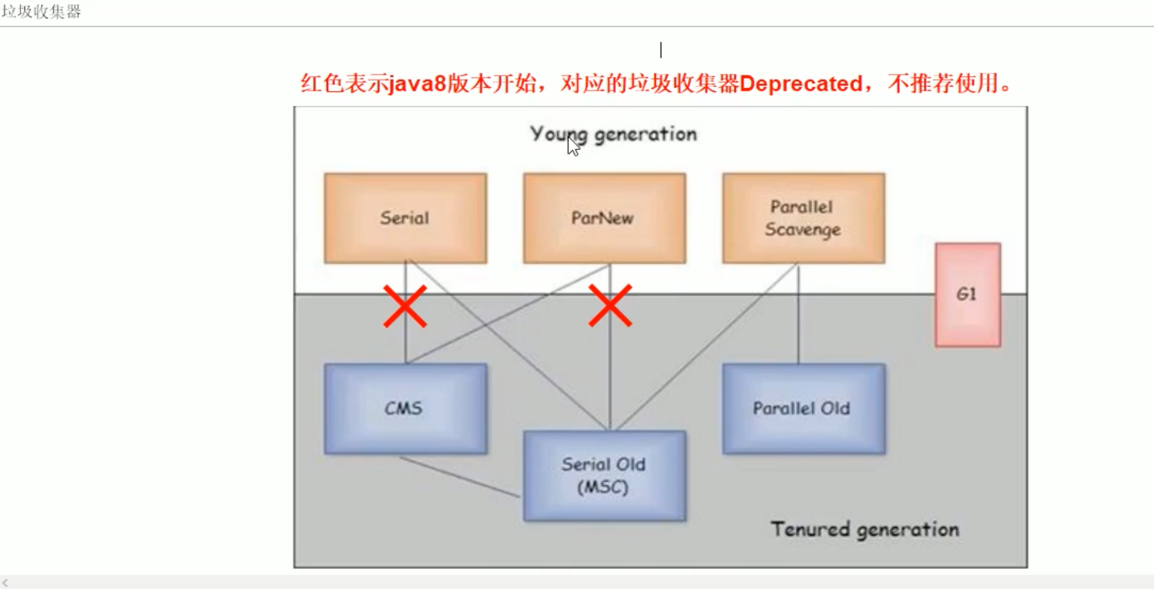 垃圾收集器
红色表示java8版本开始，对应的垃圾收集器Deprecated，不推荐使用。
Young generation
Serial
ParNew
Parallel
Scavenge
G1
CMS
Serial Old
(MSC)
Parallel Old
Tenured generation